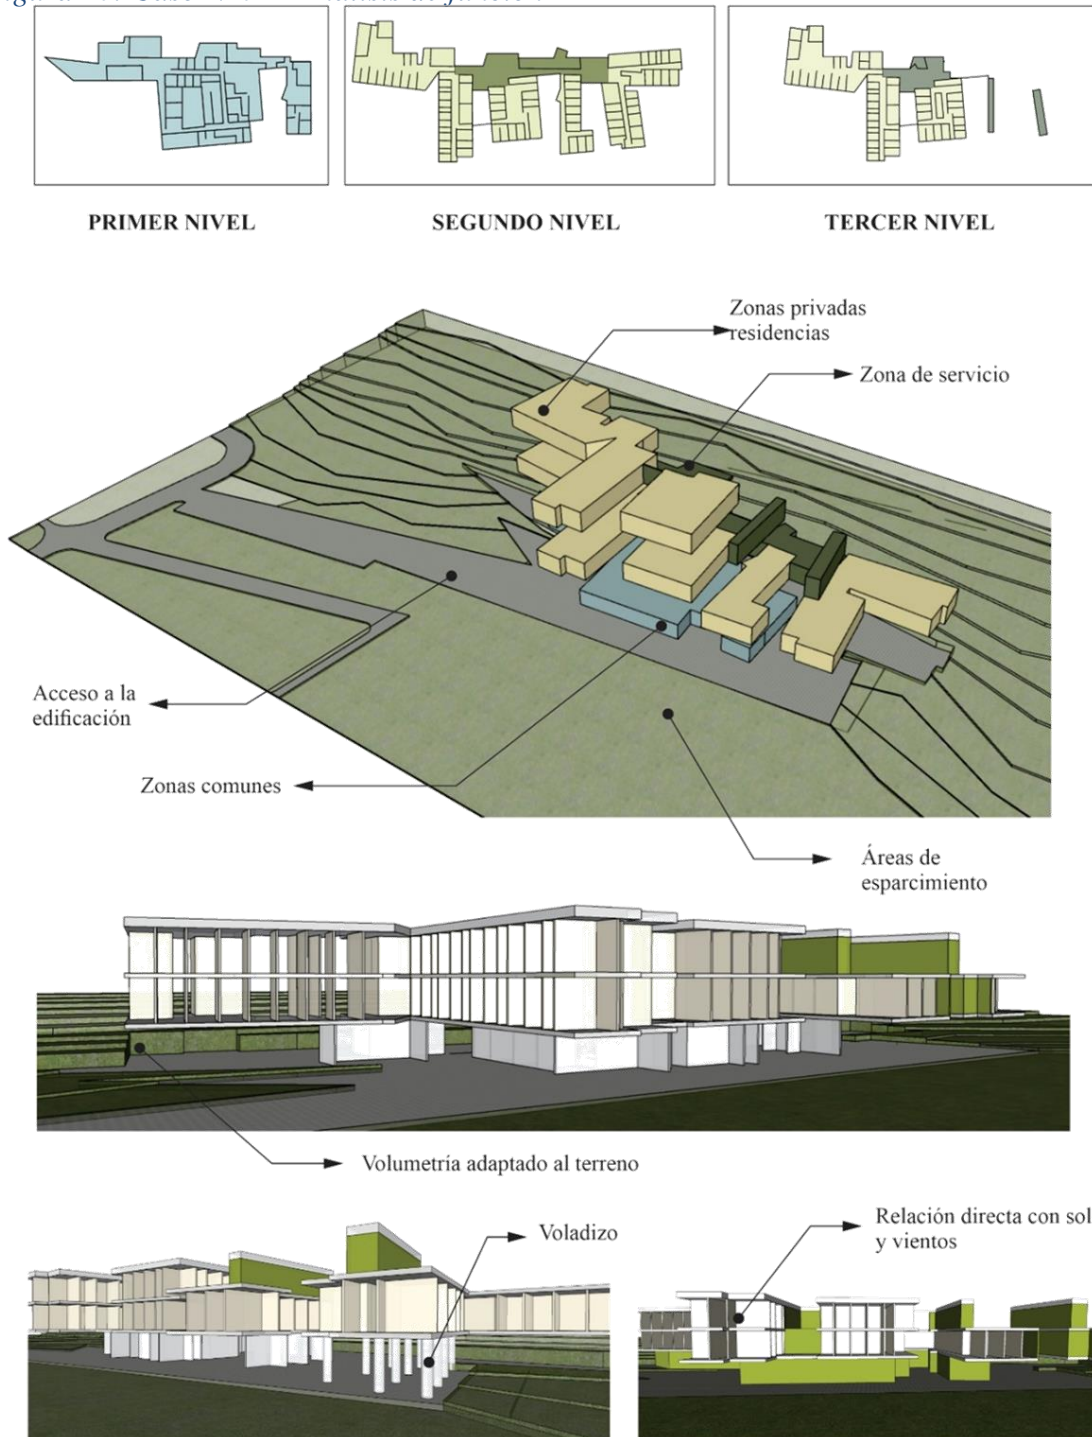 PRIMER NIVEL
SEGUNDO NIVEL
TERCER NIVEL
Zonas privadas
residencias
Zona de servicio
Acceso a la
edificación
Zonas comunes
Áreas de
esparcimiento
Volumetría adaptado al terreno
Voladizo
Relación directa con sol
y vientos